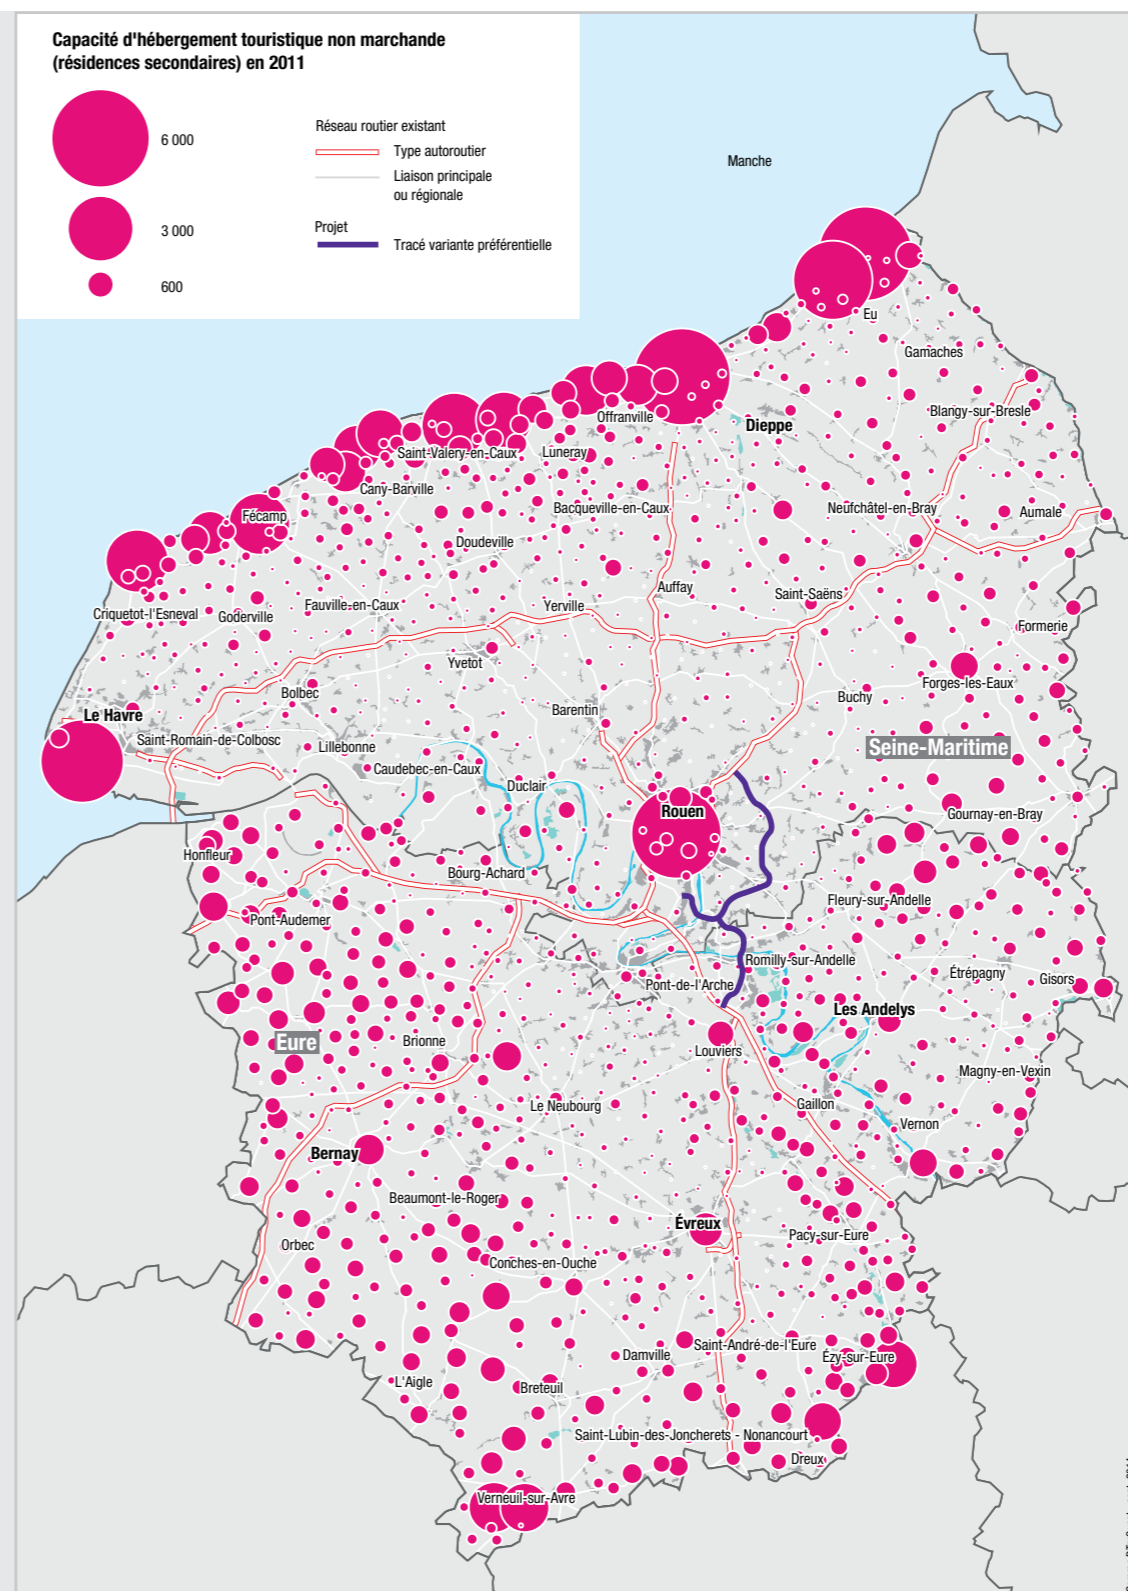 Capacité d'hébergement touristique non marchande
(résidences secondaires) en 2011
6 000
3 000
600
Réseau routier existant
Type autoroutier
Liaison principale
ou régionale
Projet
Tracé variante préférentielle
Manche
Eu
Gamaches
Blangy-sur-Bresle
Offranville
Dieppe
Saint-Valery-en-Caux
Luneray
Cany-Barville
Fécamp
Bacqueville-en-Caux
Neufchâtel-en-Bray
Aumale
Doudeville
Auffay
Saint-Saëns
Criquetot-l'Esneval
Goderville
Fauville-en-Caux
Yerville
Formerie
Yvetot
Forges-les-Eaux
Bolbec
Buchy
Barentin
Le Havre
Saint-Romain-de-Colbosc
Lillebonne
Seine-Maritime
Caudebec-en-Caux
Duclair
Rouen
Gournay-en-Bray
Honfleur
Bourg-Achard
Fleury-sur-Andelle
Pont-Audemer
Romilly-sur-Andelle
Étrépagny
Gisors
Pont-de-l'Arche
Les Andelys
Eure
Brionne
Louviers
Magny-en-Vexin
Le Neubourg
Gaillon
Vernon
Bernay
Beaumont-le-Roger
Évreux
Pacy-sur-Eure
Orbec
Conches-en-Ouche
Saint-André-de-l'Eure
Damville
Ézy-sur-Eure
L'Aigle
Breteuil
Saint-Lubin-des-Joncherets - Nonancourt
Dreux
Verneuil-sur-Avre